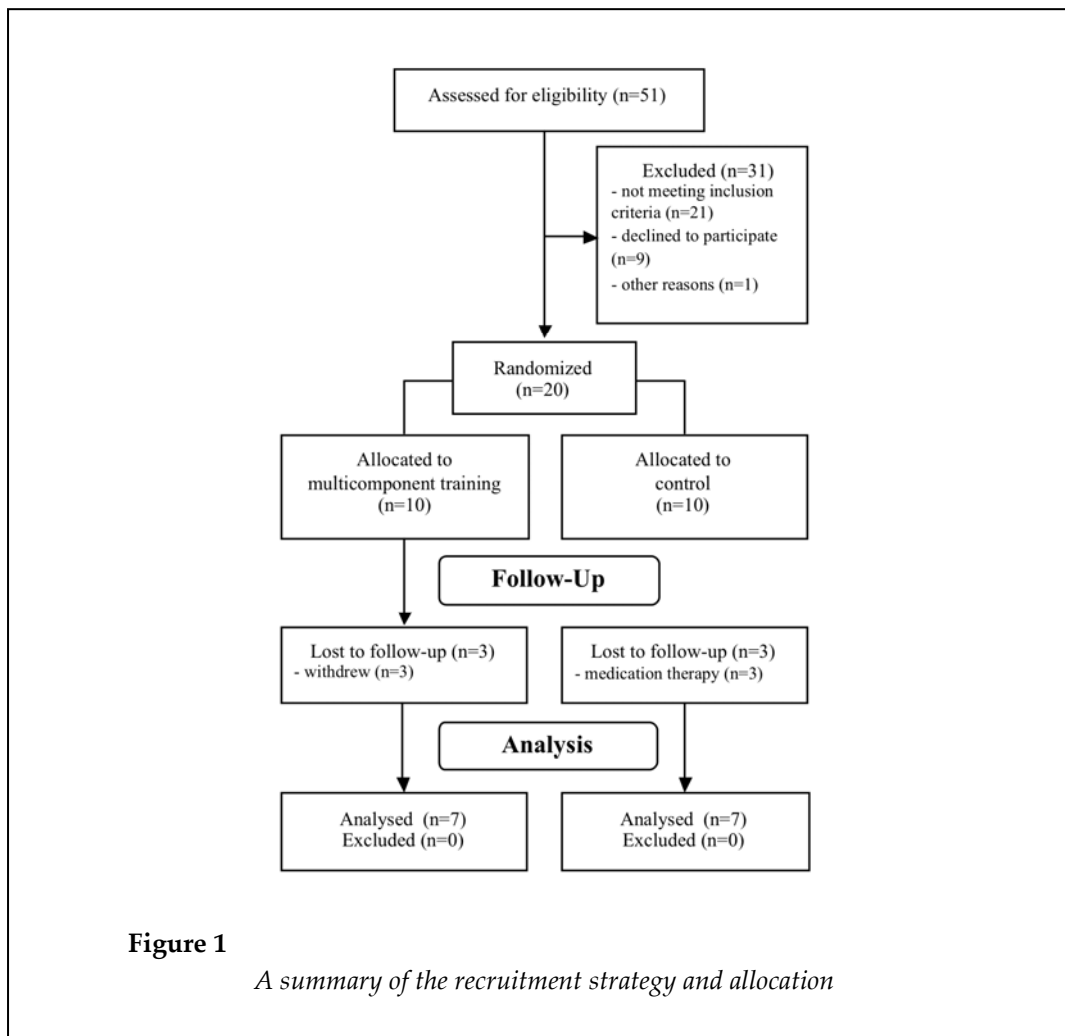 Assessed for eligibility (n=51)
Excluded (n=31)
- not meeting inclusion
criteria (n=21)
- declined to participate
(n=9)
- other reasons (n=1)
Randomized
(n=20)
Allocated to
multicomponent training
(n=10)
Allocated to
control
(n=10)
Follow-Up
Lost to follow-up (n=3)
- withdrew (n=3)
Lost to follow-up (n=3)
- medication therapy (n=3)
Analysis
Analysed (n=7)
Excluded (n=0)
Analysed (n=7)
Excluded (n=0)
Figure 1
A summary of the recruitment strategy and allocation